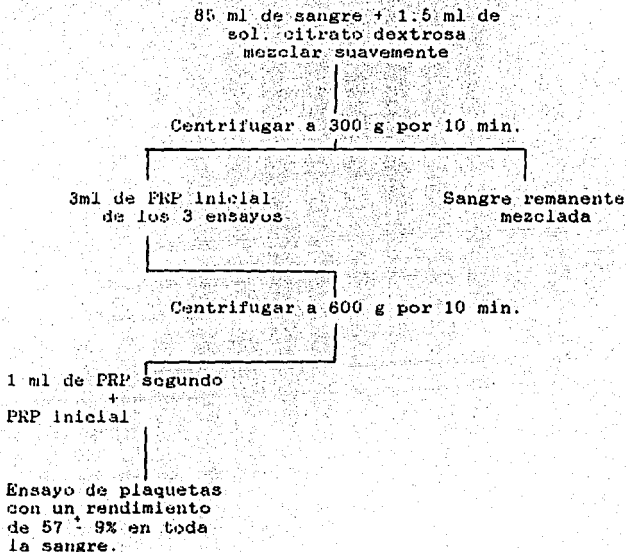 85 ml de sangre + 1.5 ml de
sol. citrato dextrosa
mezclar suavemente
Centrifugar a 300 g por 10 min.
3ml de PRP inicial
de los 3 ensayos
Sangre remanente
mezclada
Centrifugar a 600 g por 10 min.
1 ml de PRP segundo
+
PRP inicial
Ensayo de plaquetas
con un rendimiento
de 57 ± 9% en toda
la sangre.